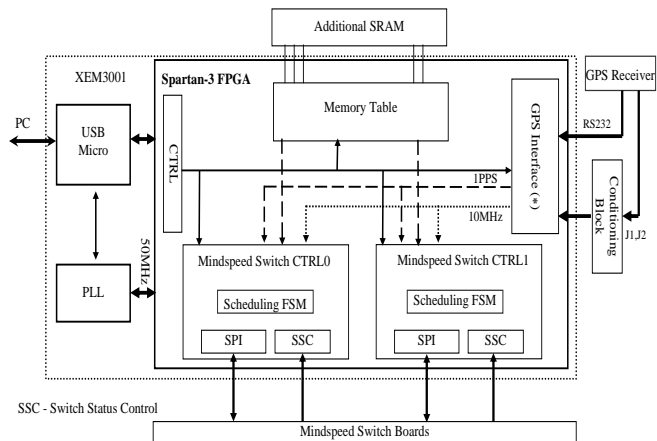 Additional SRAM
XEM3001
Spartan-3 FPGA
GPS Receiver
Memory Table
PC
USB
Micro
CTRL
GPS Interface (*)
RS232
1PPS
10MHz
Conditioning
Block
J1,J2
50MHz
PLL
Mindspeed Switch CTRL0
Mindspeed Switch CTRL1
Scheduling FSM
Scheduling FSM
SPI
SSC
SPI
SSC
SSC - Switch Status Control
Mindspeed Switch Boards